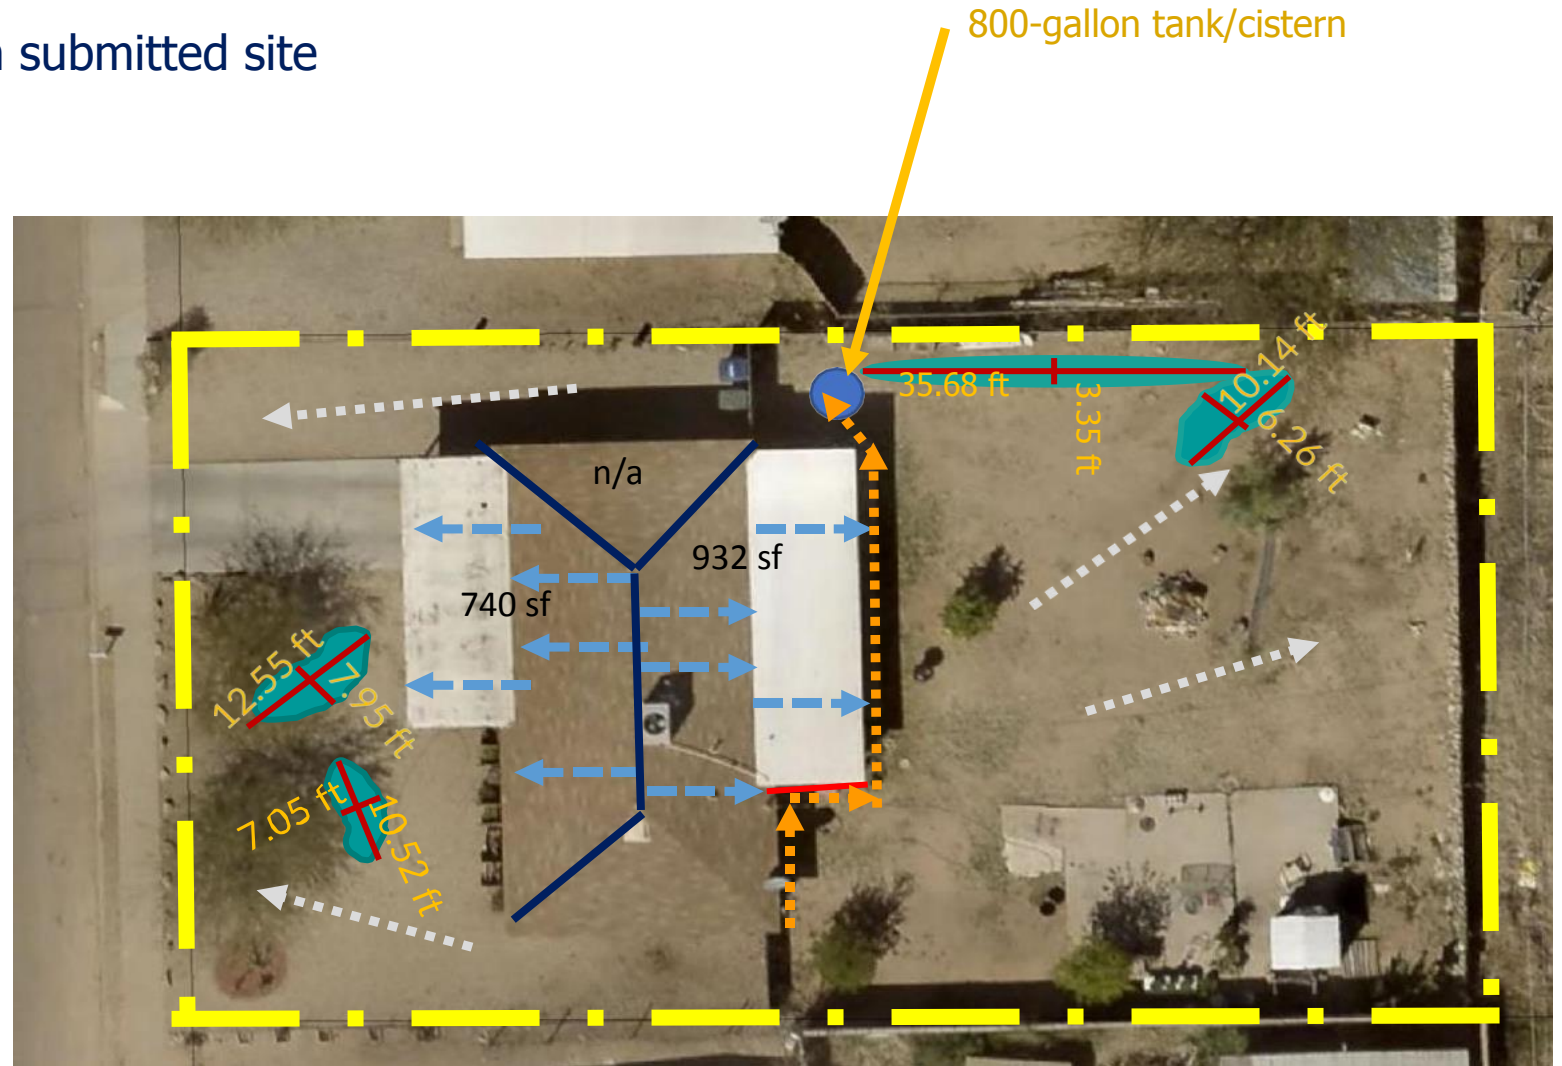 submitted site
800-gallon tank/cistern
10.14 ft
35.68 ft
3.35 ft
6.26 ft
n/a
932 sf
740 sf
12.55 ft
7.95 ft
7.05 ft
10.52 ft